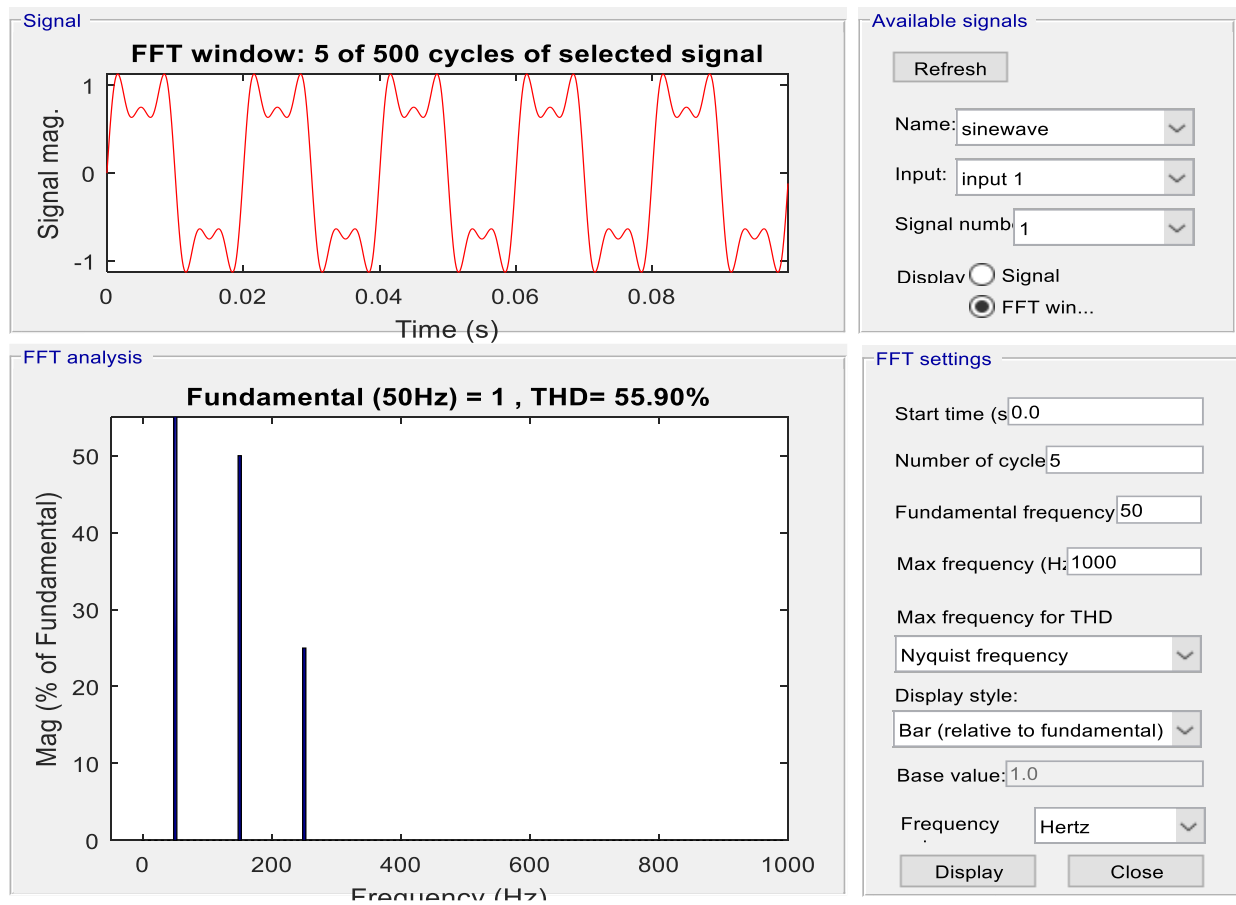 Signal
FFT window: 5 of 500 cycles of selected signal
Signal mag.
1
0
-1
0
0.02
0.04
0.06
0.08
Time (s)
Available signals
Refresh
Name: sinewave
Input: input 1
Signal numb 1
Display Signal
FFT win...
FFT analysis
Fundamental (50Hz) = 1 , THD= 55.90%
Mag (% of Fundamental)
50
40
30
20
10
0
0
200
400
600
800
1000
Frequency (Hz)
FFT settings
Start time (s 0.0
Number of cycle 5
Fundamental frequency 50
Max frequency (Hz 1000
Max frequency for THD
Nyquist frequency
Display style:
Bar (relative to fundamental)
Base value: 1.0
Frequency Hertz
Display
Close